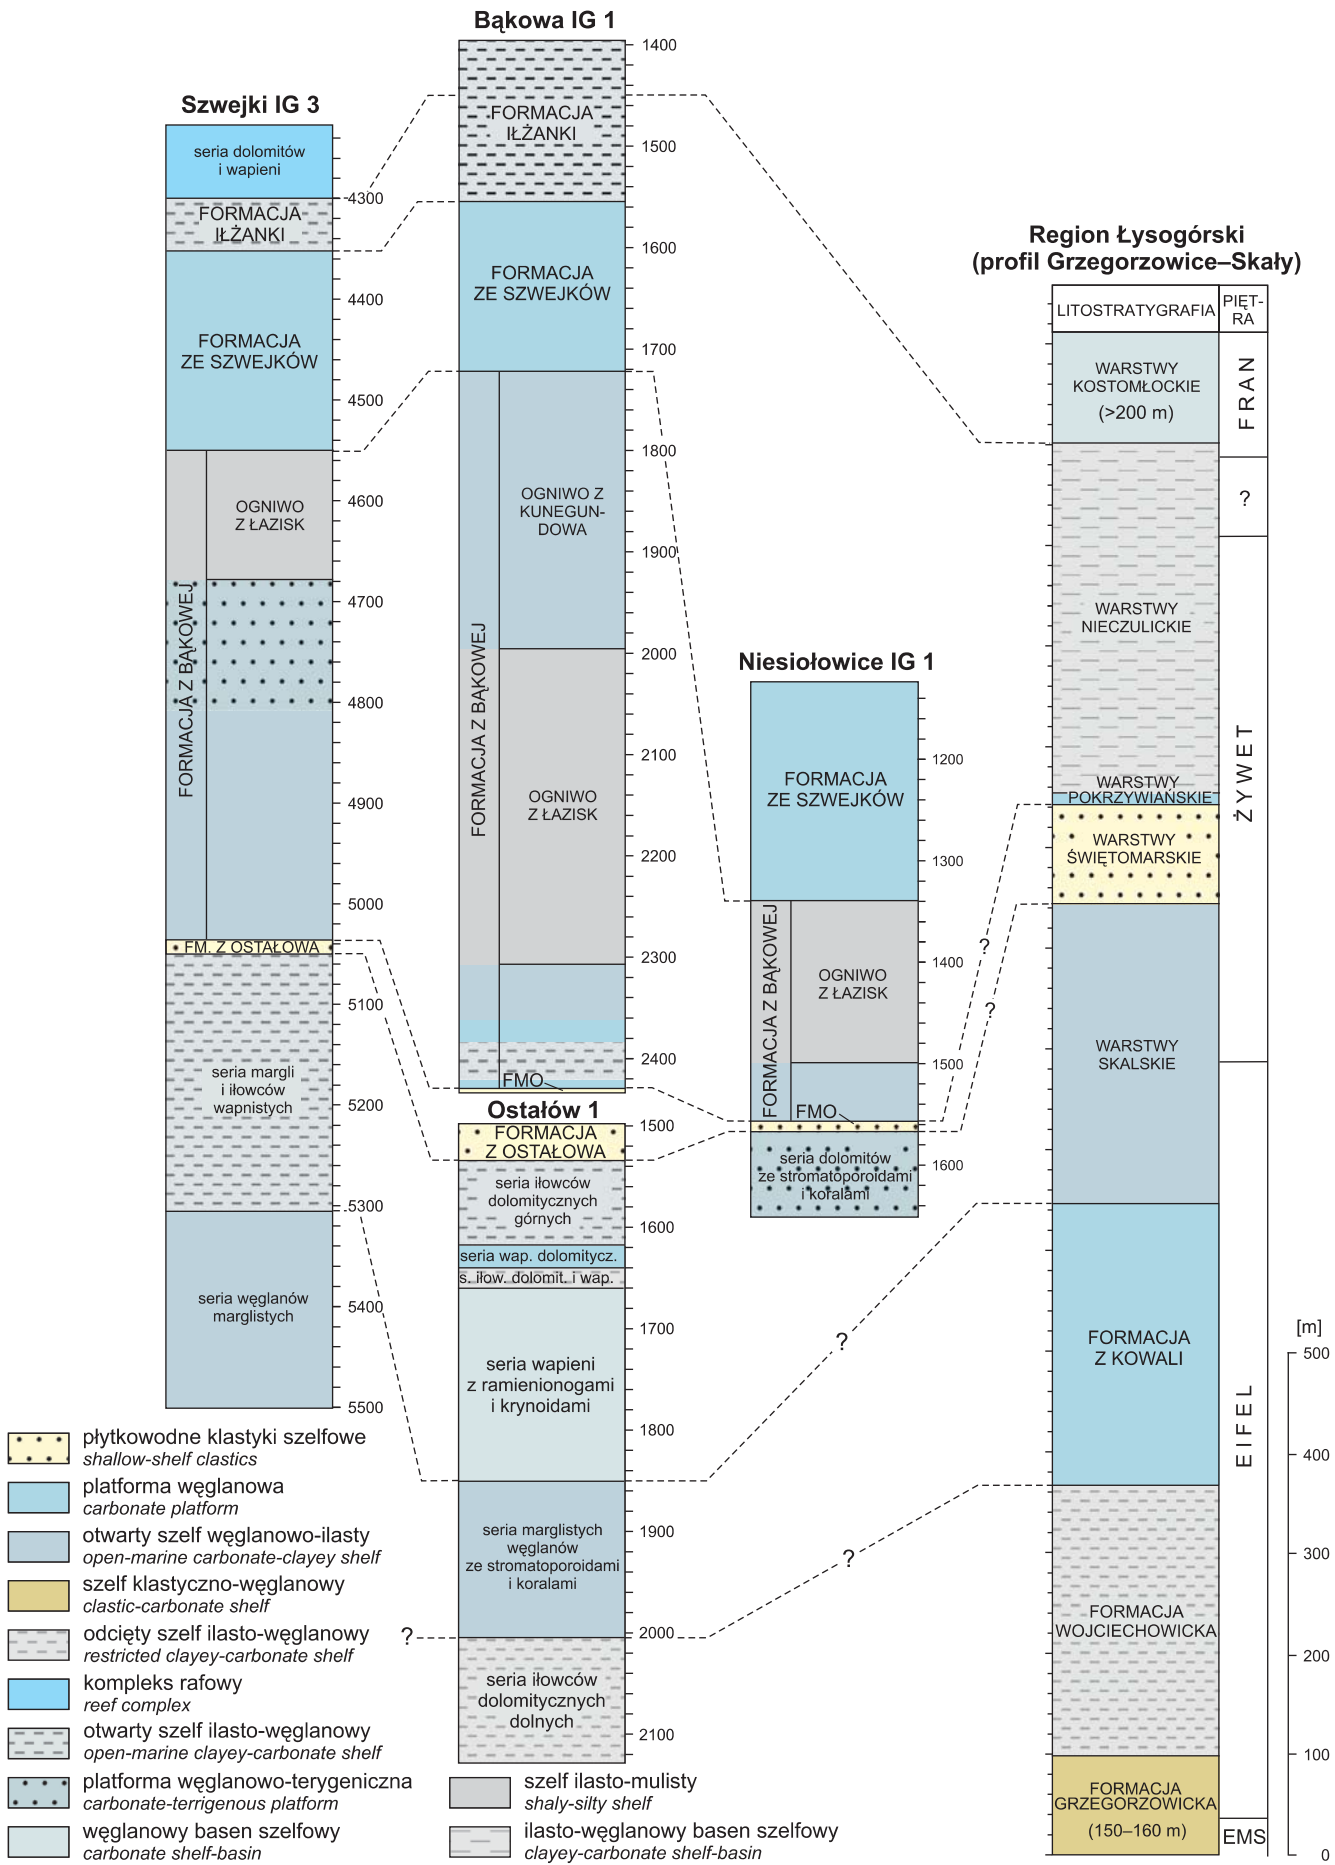 Bąkowa IG 1
1400
FORMACJA
IŁŻANKI
1500
FORMACJA
ZE SZWEJKÓW
1600
1700
FORMACJA Z BĄKOWEJ
1800
OGNIWO Z
KUNEGUN-
DOWA
1900
2000
2100
OGNIWO
Z ŁAZISK
2200
2300
2400
FMO
Szwejki IG 3
seria dolomitów
i wapieni
4300
FORMACJA
IŁŻANKI
4400
FORMACJA
ZE SZWEJKÓW
4500
FORMACJA Z BĄKOWEJ
OGNIWO
Z ŁAZISK
4600
4700
4800
4900
5000
FM. Z OSTAŁOWA
5100
seria margli
i iłowców
wapnistych
5200
5300
seria węglanów
marglistych
5400
5500
Ostałów 1
1500
FORMACJA
Z OSTAŁOWA
seria iłowców
dolomitycznych
górnych
1600
seria wap. dolomitycz.
s. iłow. dolomit. i wap.
1700
seria wapieni
z ramienionogami
i krynoidami
1800
seria marglistych
węglanów
ze stromatoporoidami
i koralami
1900
?
2000
seria iłowców
dolomitycznych
dolnych
2100
Niesiołowice IG 1
FORMACJA
ZE SZWEJKÓW
1200
1300
FORMACJA Z BĄKOWEJ
OGNIWO
Z ŁAZISK
1400
1500
FMO
seria dolomitów
ze stromatoporoidami
i koralami
1600
?
?
?
?
Region Łysogórski
(profil Grzegorzowice–Skały)
LITOSTRATYGRAFIA
PIĘT-
RA
WARSTWY
KOSTOMŁOCKIE
(>200 m)
FRAN
?
WARSTWY
NIECZULICKIE
ŻYWET
WARSTWY
POKRZYWIAŃSKIE
WARSTWY
ŚWIĘTOMARSKIE
WARSTWY
SKALSKIE
FORMACJA
Z KOWALI
EIFEL
FORMACJA
WOJCIECHOWICKA
FORMACJA
GRZEGORZOWICKA
(150–160 m)
EMS
[m]
500
400
300
200
100
0
płytkowodne klastyki szelfowe
shallow-shelf clastics
platforma węglanowa
carbonate platform
otwarty szelf węglanowo-ilasty
open-marine carbonate-clayey shelf
szelf klastyczno-węglanowy
clastic-carbonate shelf
odcięty szelf ilasto-węglanowy
restricted clayey-carbonate shelf
kompleks rafowy
reef complex
otwarty szelf ilasto-węglanowy
open-marine clayey-carbonate shelf
platforma węglanowo-terygeniczna
carbonate-terrigenous platform
węglanowy basen szelfowy
carbonate shelf-basin
szelf ilasto-mulisty
shaly-silty shelf
ilasto-węglanowy basen szelfowy
clayey-carbonate shelf-basin